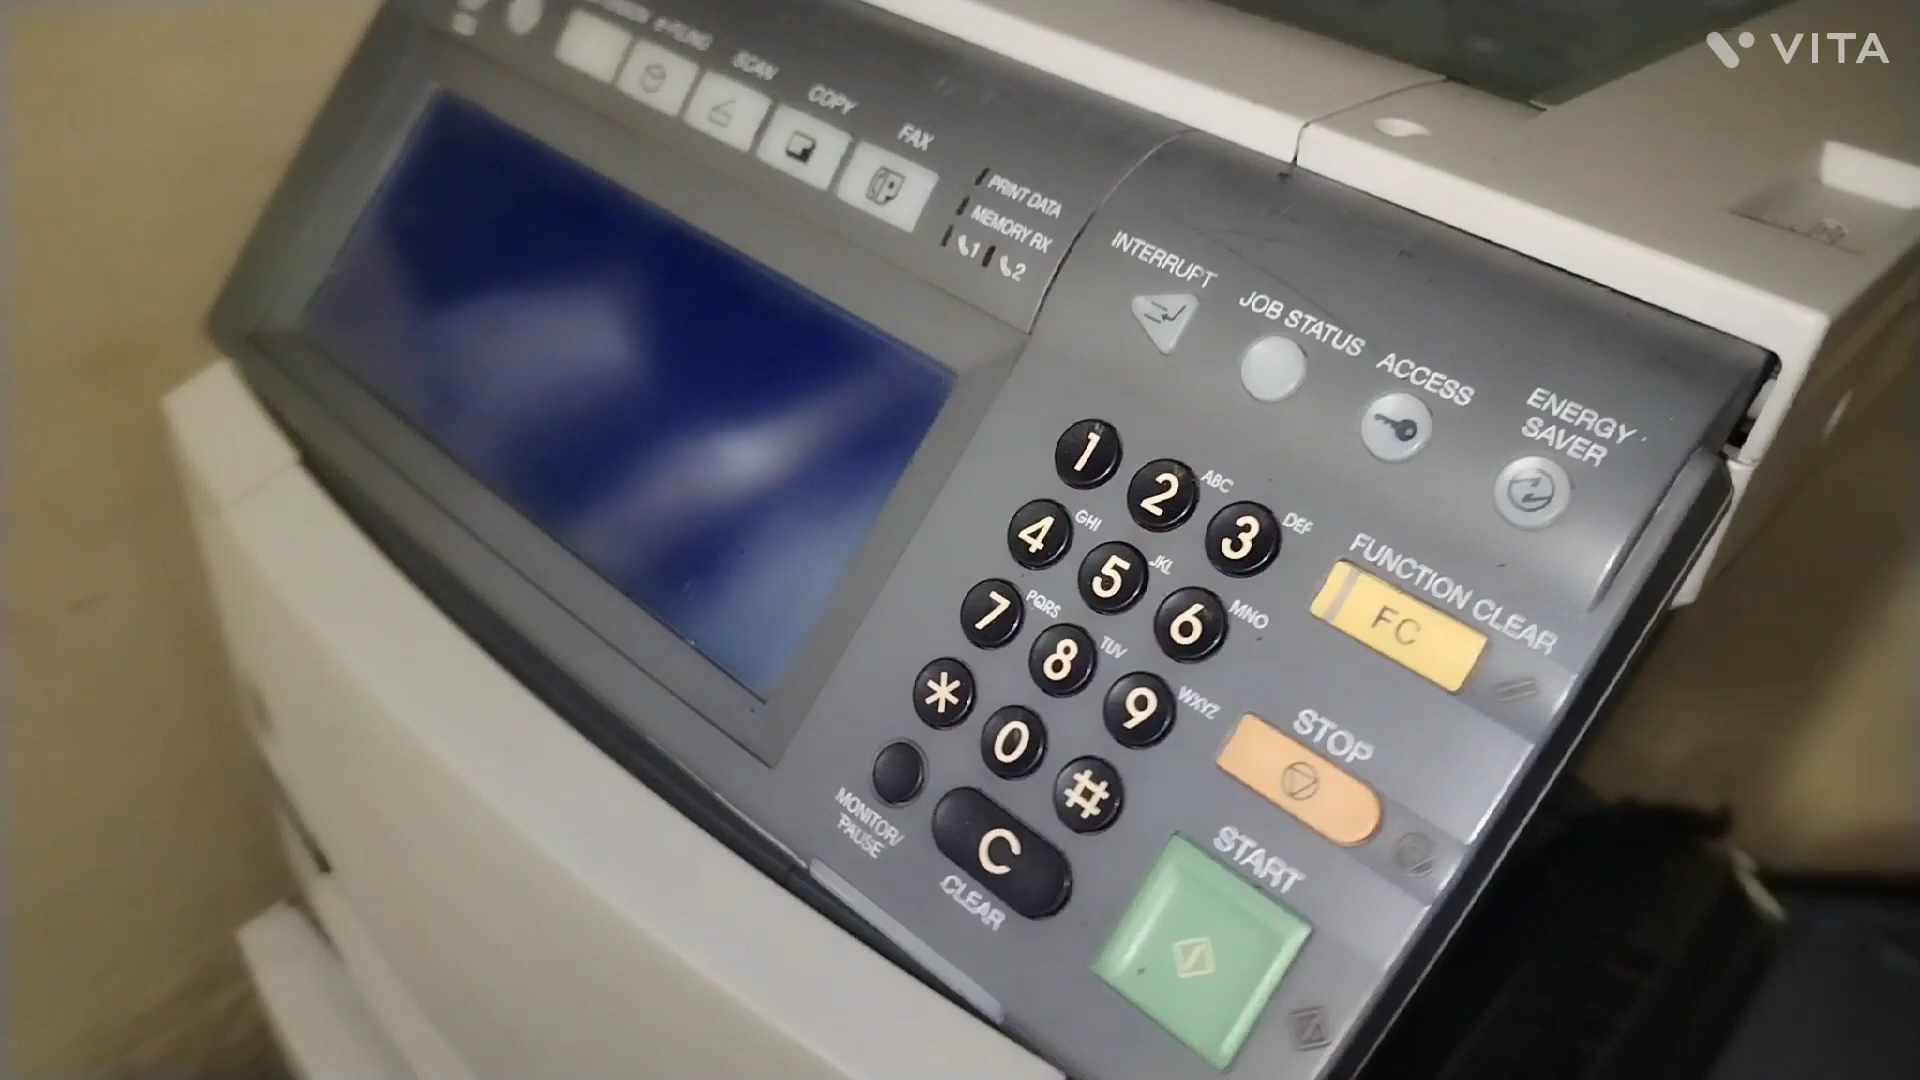 VITA
SCAN
COPY
FAX
PRINT DATA
MEMORY RX
1 2
INTERRUPT
JOB STATUS
ACCESS
ENERGY
SAVER
1
2 ABC
3 DEF
4 GHI
5 JKL
6 MNO
7 PQRS
8 TUV
9 WXYZ
*
0
#
FUNCTION CLEAR
FC
STOP
MONITOR/
PAUSE
C
CLEAR
START